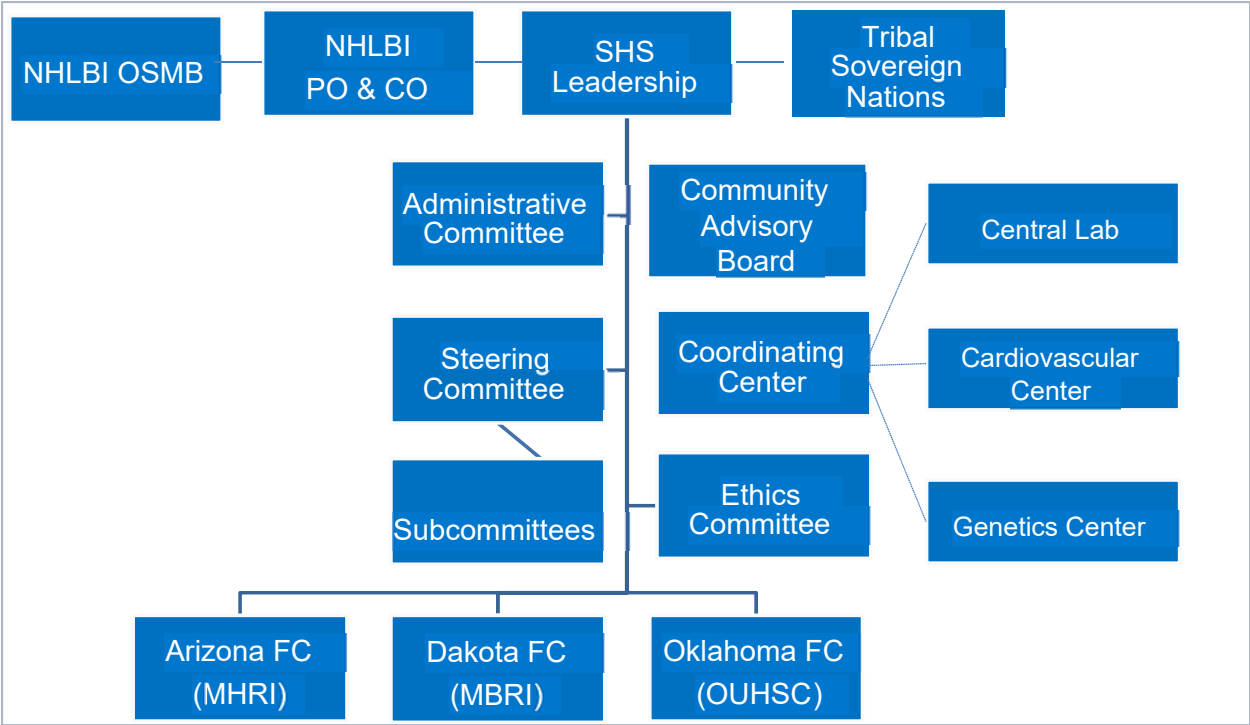 NHLBI OSMB
NHLBI
PO & CO
SHS
Leadership
Tribal
Sovereign
Nations
Administrative
Committee
Community
Advisory
Board
Central Lab
Steering
Committee
Coordinating
Center
Cardiovascular
Center
Subcommittees
Ethics
Committee
Genetics Center
Arizona FC
(MHRI)
Dakota FC
(MBRI)
Oklahoma FC
(OUHSC)